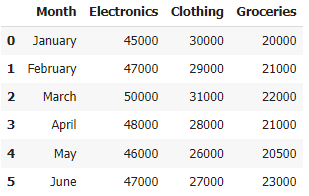 Month Electronics Clothing Groceries
0 January 45000 30000 20000
1 February 47000 29000 21000
2 March 50000 31000 22000
3 April 48000 28000 21000
4 May 46000 26000 20500
5 June 47000 27000 23000